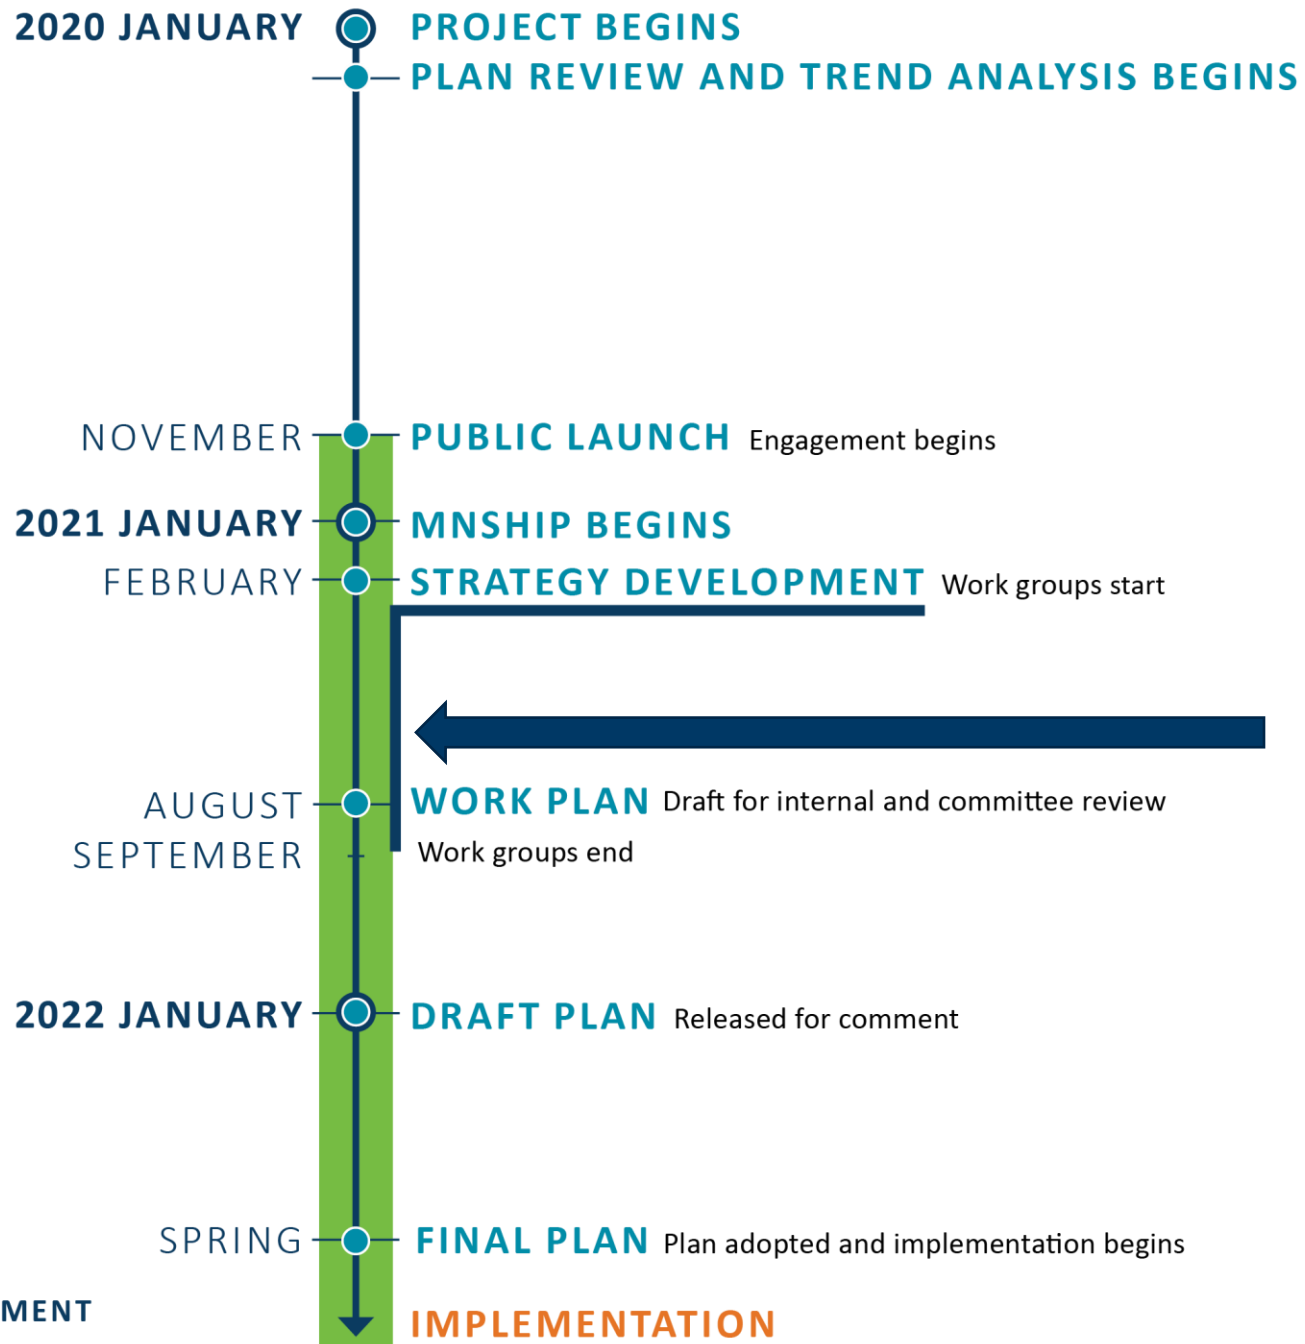 2020 JANUARY PROJECT BEGINS
PLAN REVIEW AND TREND ANALYSIS BEGINS
NOVEMBER PUBLIC LAUNCH Engagement begins
2021 JANUARY MNSHIP BEGINS
FEBRUARY STRATEGY DEVELOPMENT Work groups start
AUGUST WORK PLAN Draft for internal and committee review
SEPTEMBER Work groups end
2022 JANUARY DRAFT PLAN Released for comment
SPRING FINAL PLAN Plan adopted and implementation begins
MENT IMPLEMENTATION